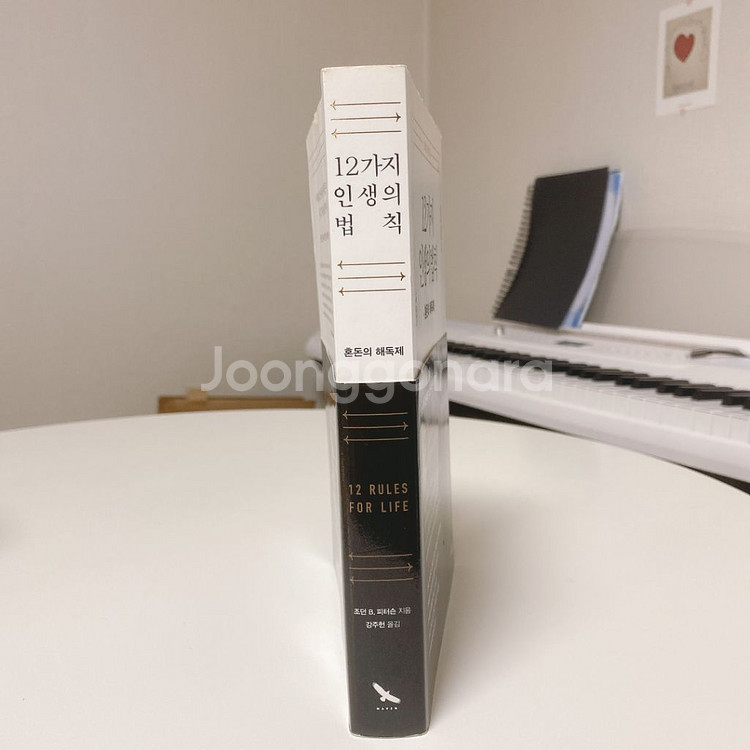 12가지
인생의
법칙
혼돈의 해독제
Joonggonara
12 RULES
FOR LIFE
조던 B. 피터슨 지음
강주헌 옮김